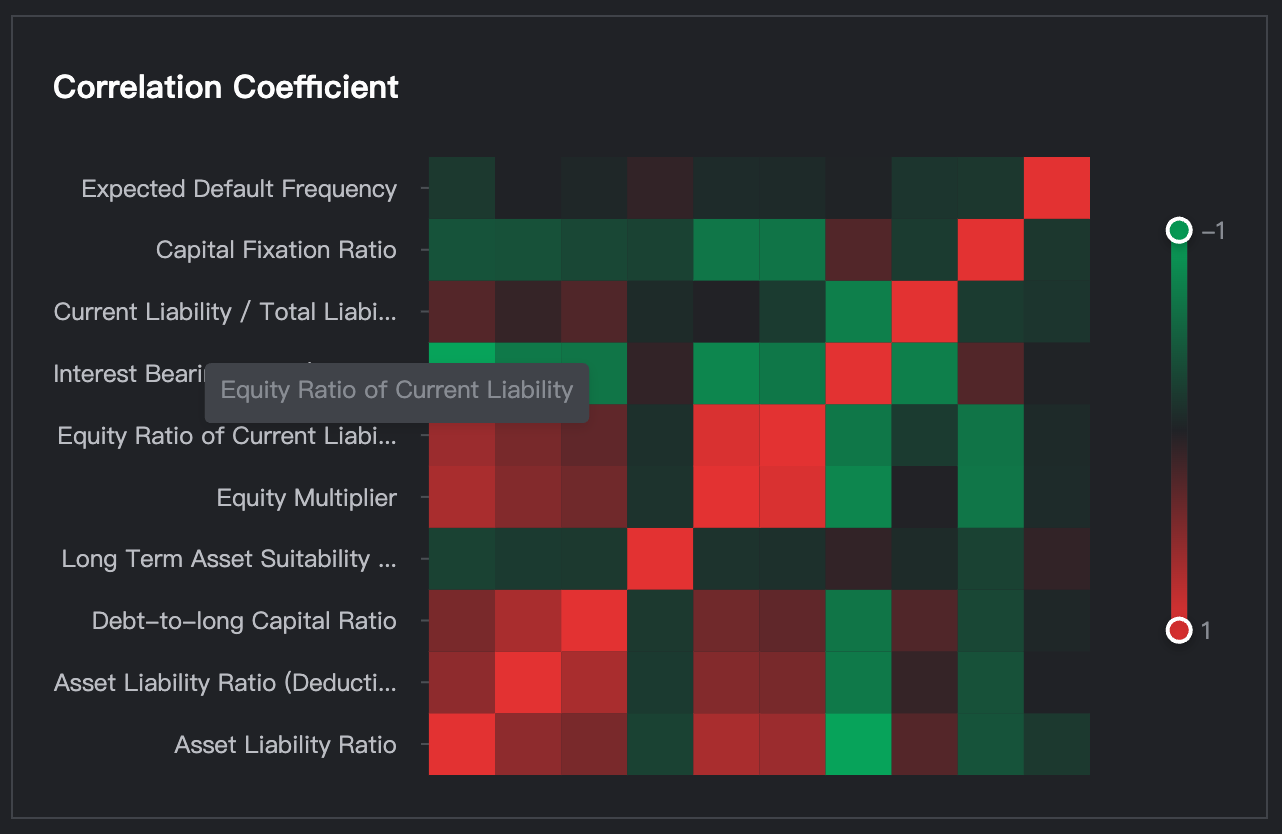 Correlation Coefficient
Expected Default Frequency
Capital Fixation Ratio
–1
Current Liability / Total Liabi...
Interest
Equity Ratio of Current Liability
Equity Ratio of Current Liabi...
Equity Multiplier
Long Term Asset Suitability ...
Debt–to–long Capital Ratio
1
Asset Liability Ratio (Deducti...
Asset Liability Ratio